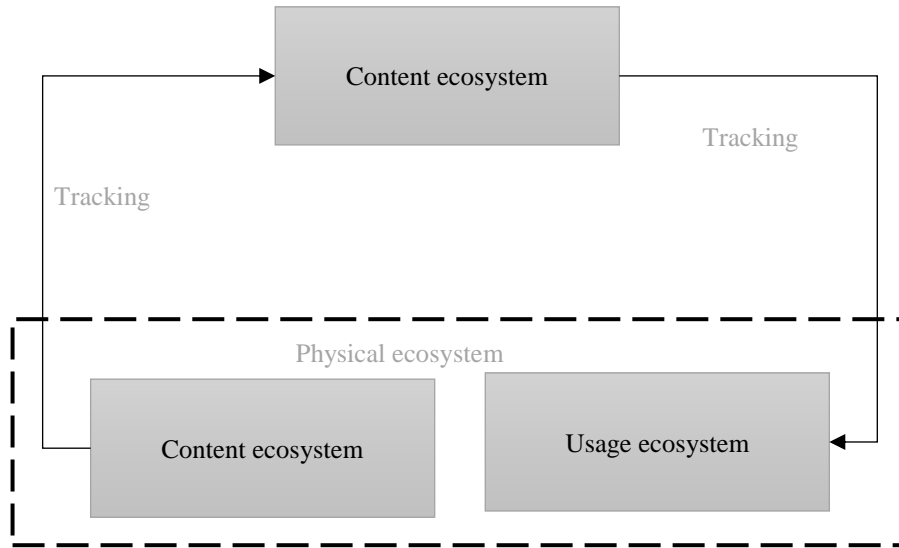 Content ecosystem
Tracking
Tracking
Physical ecosystem
Content ecosystem
Usage ecosystem